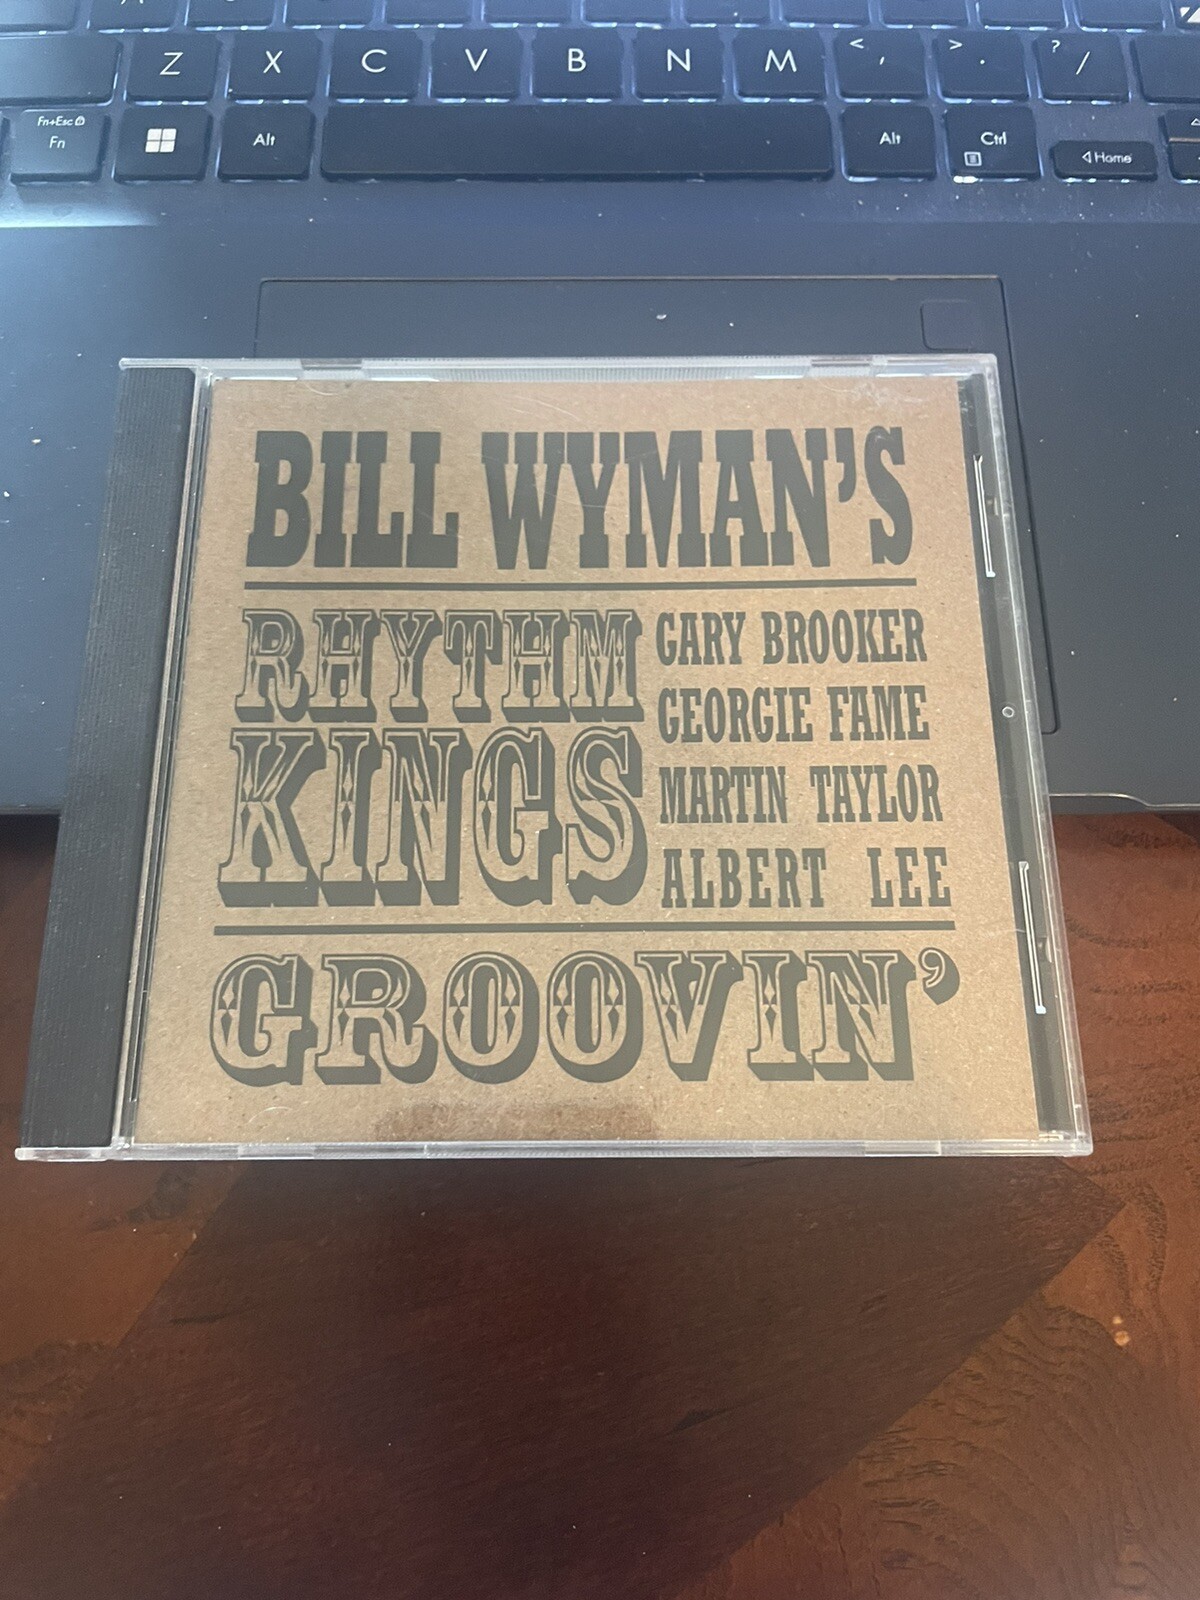 Z X C V B N M < , > . ? /
Fn+Esc
Fn Alt Alt Ctrl Home
BILL WYMAN'S
RHYTHM
KINGS
GARY BROOKER
GEORGIE FAME
MARTIN TAYLOR
ALBERT LEE
GROOVIN'